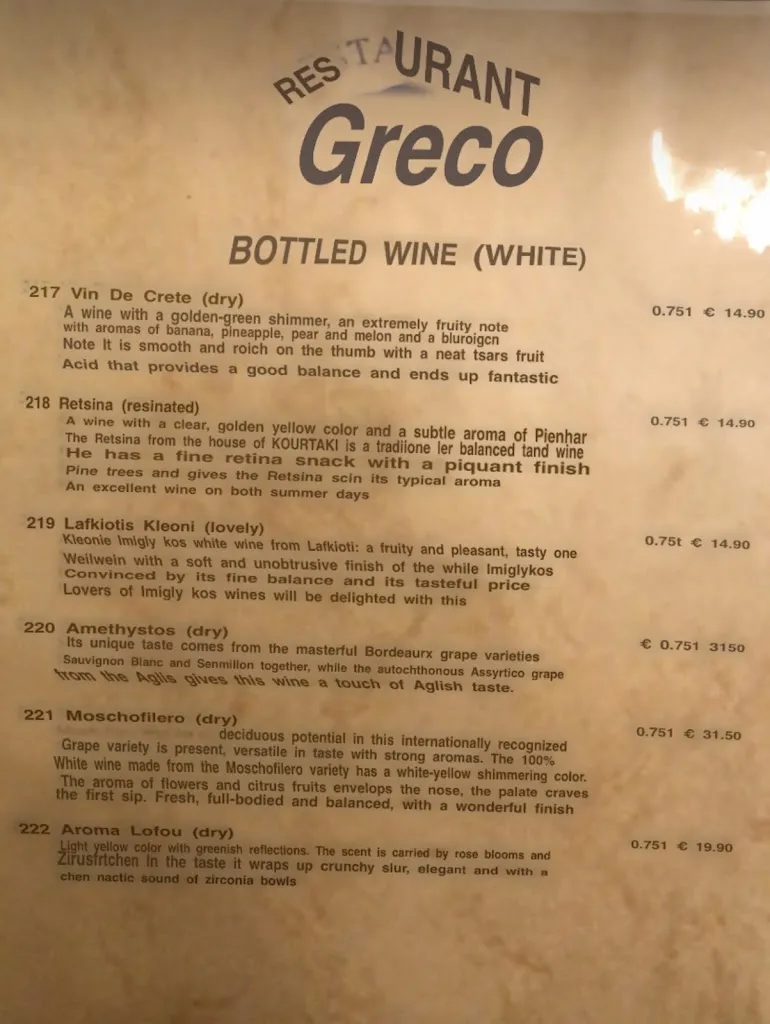 RESTAURANT
Greco
BOTTLED WINE (WHITE)
217 Vin De Crete (dry) 0.751 € 14.90
A wine with a golden-green shimmer, an extremely fruity note
with aromas of banana, pineapple, pear and melon and a bluroigcn
Note It is smooth and roich on the thumb with a neat tsars fruit
Acid that provides a good balance and ends up fantastic
218 Retsina (resinated) 0.751 € 14.90
A wine with a clear, golden yellow color and a subtle aroma of Pienhar
The Retsina from the house of KOURTAKI is a tradiione ler balanced tand wine
He has a fine retina snack with a piquant finish
Pine trees and gives the Retsina scin its typical aroma
An excellent wine on both summer days
219 Lafkiotis Kleoni (lovely) 0.75t € 14.90
Kleonie Imigly kos white wine from Lafkioti: a fruity and pleasant, tasty one
Weilwein with a soft and unobtrusive finish of the while Imiglykos
Convinced by its fine balance and its tasteful price
Lovers of Imigly kos wines will be delighted with this
220 Amethystos (dry) € 0.751 3150
Its unique taste comes from the masterful Bordeaurx grape varieties
Sauvignon Blanc and Senmillon together, while the autochthonous Assyrtico grape
from the Aglis gives this wine a touch of Aglish taste.
221 Moschofilero (dry) 0.751 € 31.50
deciduous potential in this internationally recognized
Grape variety is present, versatile in taste with strong aromas. The 100%
White wine made from the Moschofilero variety has a white-yellow shimmering color.
The aroma of flowers and citrus fruits envelops the nose, the palate craves
the first sip. Fresh, full-bodied and balanced, with a wonderful finish
222 Aroma Lofou (dry) 0.751 € 19.90
Light yellow color with greenish reflections. The scent is carried by rose blooms and
Zirusfrtchen In the taste it wraps up crunchy slur, elegant and with a
chen nactic sound of zirconia bowls